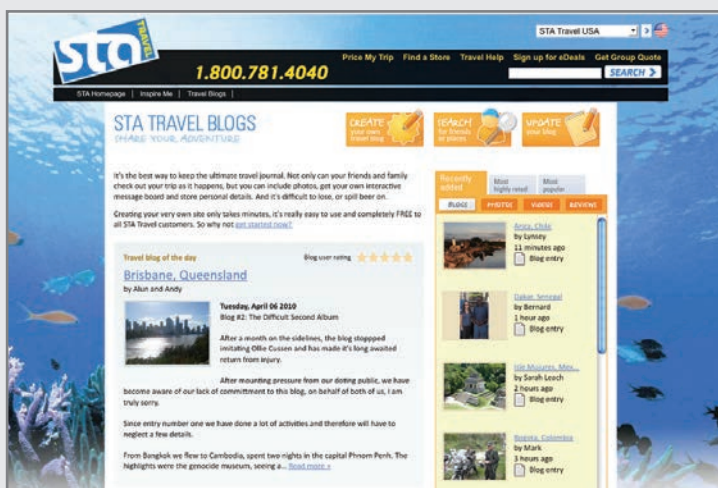 STA Travel USA
sta TRAVEL
Price My Trip Find a Store Travel Help Sign up for eDeals Get Group Quote
1.800.781.4040
SEARCH
STA Homepage | Inspire Me | Travel Blogs |
STA TRAVEL BLOGS
SHARE YOUR ADVENTURE
CREATE
your own
travel blog
SEARCH
for friends
or places
UPDATE
your blog
It's the best way to keep the ultimate travel journal. Not only can your friends and family
check out your trip as it happens, but you can include photos, get your own interactive
message board and store personal details. And it's difficult to lose, or spill beer on.
Creating your very own site only takes minutes, it's really easy to use and completely FREE to
all STA Travel customers. So why not get started now?
Travel blog of the day
Blog user rating
Brisbane, Queensland
by Alun and Andy
Tuesday, April 06 2010
Blog #2: The Difficult Second Album
After a month on the sidelines, the blog stoppped
imitating Ollie Cussen and has made it's long awaited
return from injury.
After mounting pressure from our doting public, we have
become aware of our lack of committment to this blog, on behalf of both of us, I am
truly sorry.
Since entry number one we have done a lot of activities and therefore will have to
neglect a few details.
From Bangkok we flew to Cambodia, spent two nights in the capital Phnom Penh. The
highlights were the genocide museum, seeing a... Read more »
Recently
added
Most
highly rated
Most
popular
BLOGS PHOTOS VIDEOS REVIEWS
Arica, Chile
by Lynsey
11 minutes ago
Blog entry
Dakar, Senegal
by Bernard
1 hour ago
Blog entry
Isle Mujures, Mex...
by Sarah Leach
2 hours ago
Blog entry
Bogota, Colombia
by Mark
3 hours ago
Blog entry